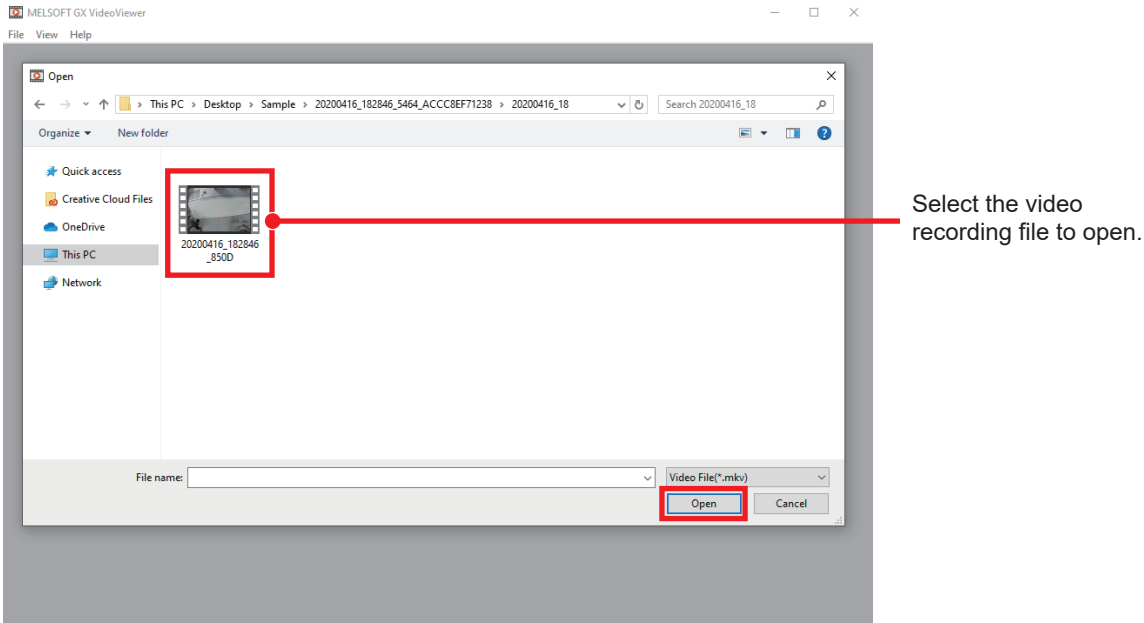 MELSOFT GX VideoViewer
File View Help
Open
This PC > Desktop > Sample > 20200416_182846_5464_ACCC8EF71238 > 20200416_18
Search 20200416_18
Organize New folder
Quick access
Creative Cloud Files
OneDrive
This PC
Network
20200416_182846
_850D
Select the video
recording file to open.
File name:
Video File(*.mkv)
Open Cancel